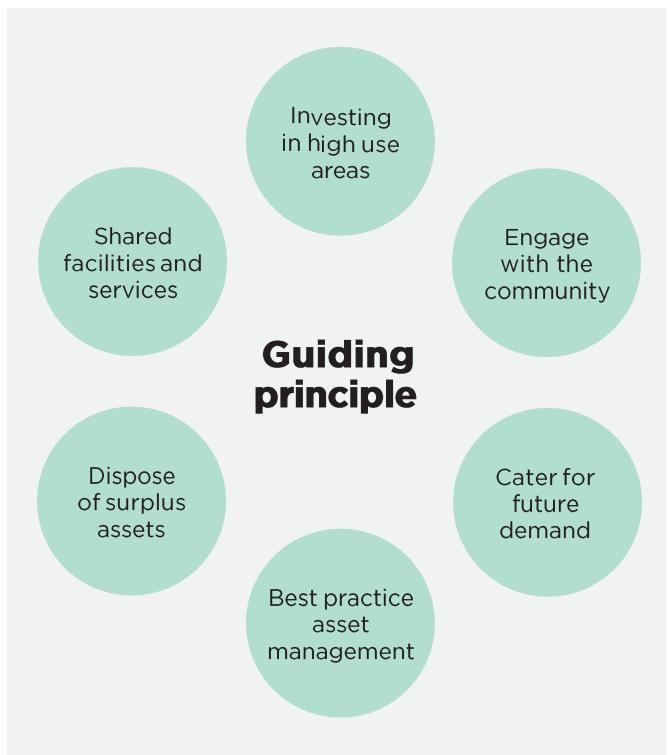 Investing
in high use
areas
Shared
facilities and
services
Engage
with the
community
Guiding
principle
Dispose
of surplus
assets
Cater for
future
demand
Best practice
asset
management